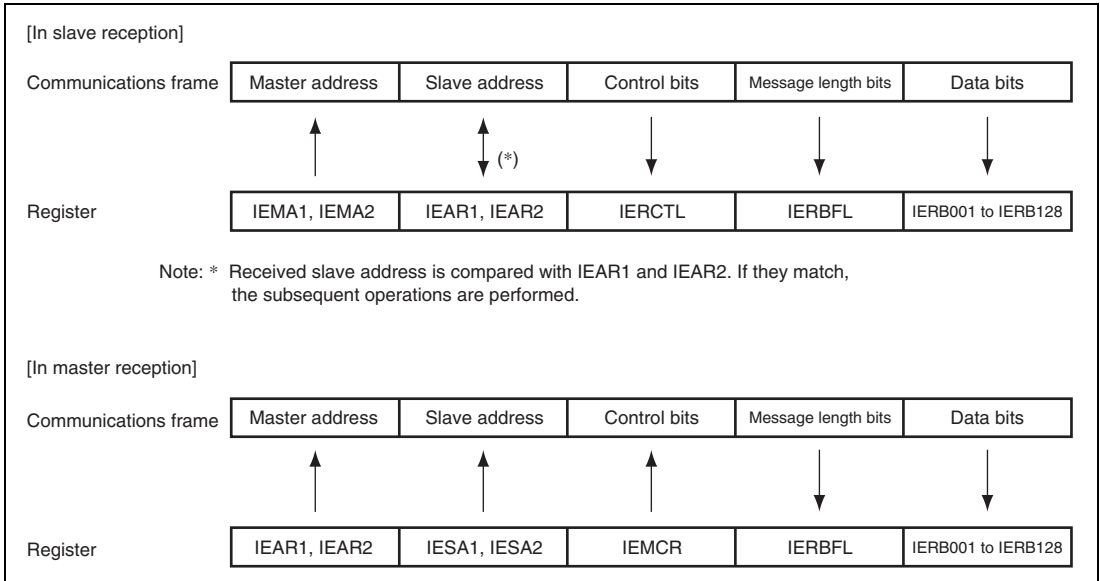 [In slave reception]
Communications frame Master address Slave address Control bits Message length bits Data bits
(*)
Register IEMA1, IEMA2 IEAR1, IEAR2 IERCTL IERBFL IERB001 to IERB128
Note: * Received slave address is compared with IEAR1 and IEAR2. If they match,
the subsequent operations are performed.
[In master reception]
Communications frame Master address Slave address Control bits Message length bits Data bits
Register IEAR1, IEAR2 IESA1, IESA2 IEMCR IERBFL IERB001 to IERB128